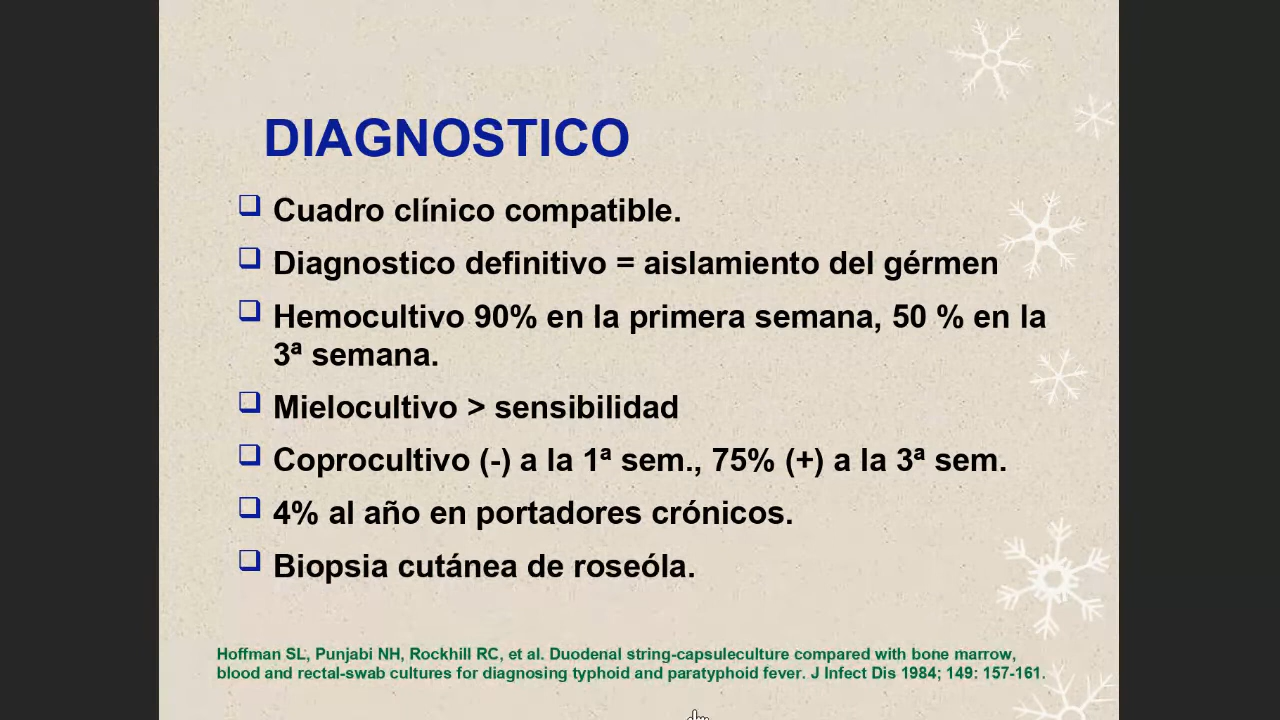 DIAGNOSTICO
Cuadro clínico compatible.
Diagnostico definitivo = aislamiento del gérmen
Hemocultivo 90% en la primera semana, 50 % en la
3ª semana.
Mielocultivo > sensibilidad
Coprocultivo (-) a la 1ª sem., 75% (+) a la 3ª sem.
4% al año en portadores crónicos.
Biopsia cutánea de roseóla.
Hoffman SL, Punjabi NH, Rockhill RC, et al. Duodenal string-capsuleculture compared with bone marrow,
blood and rectal-swab cultures for diagnosing typhoid and paratyphoid fever. J Infect Dis 1984; 149: 157-161.